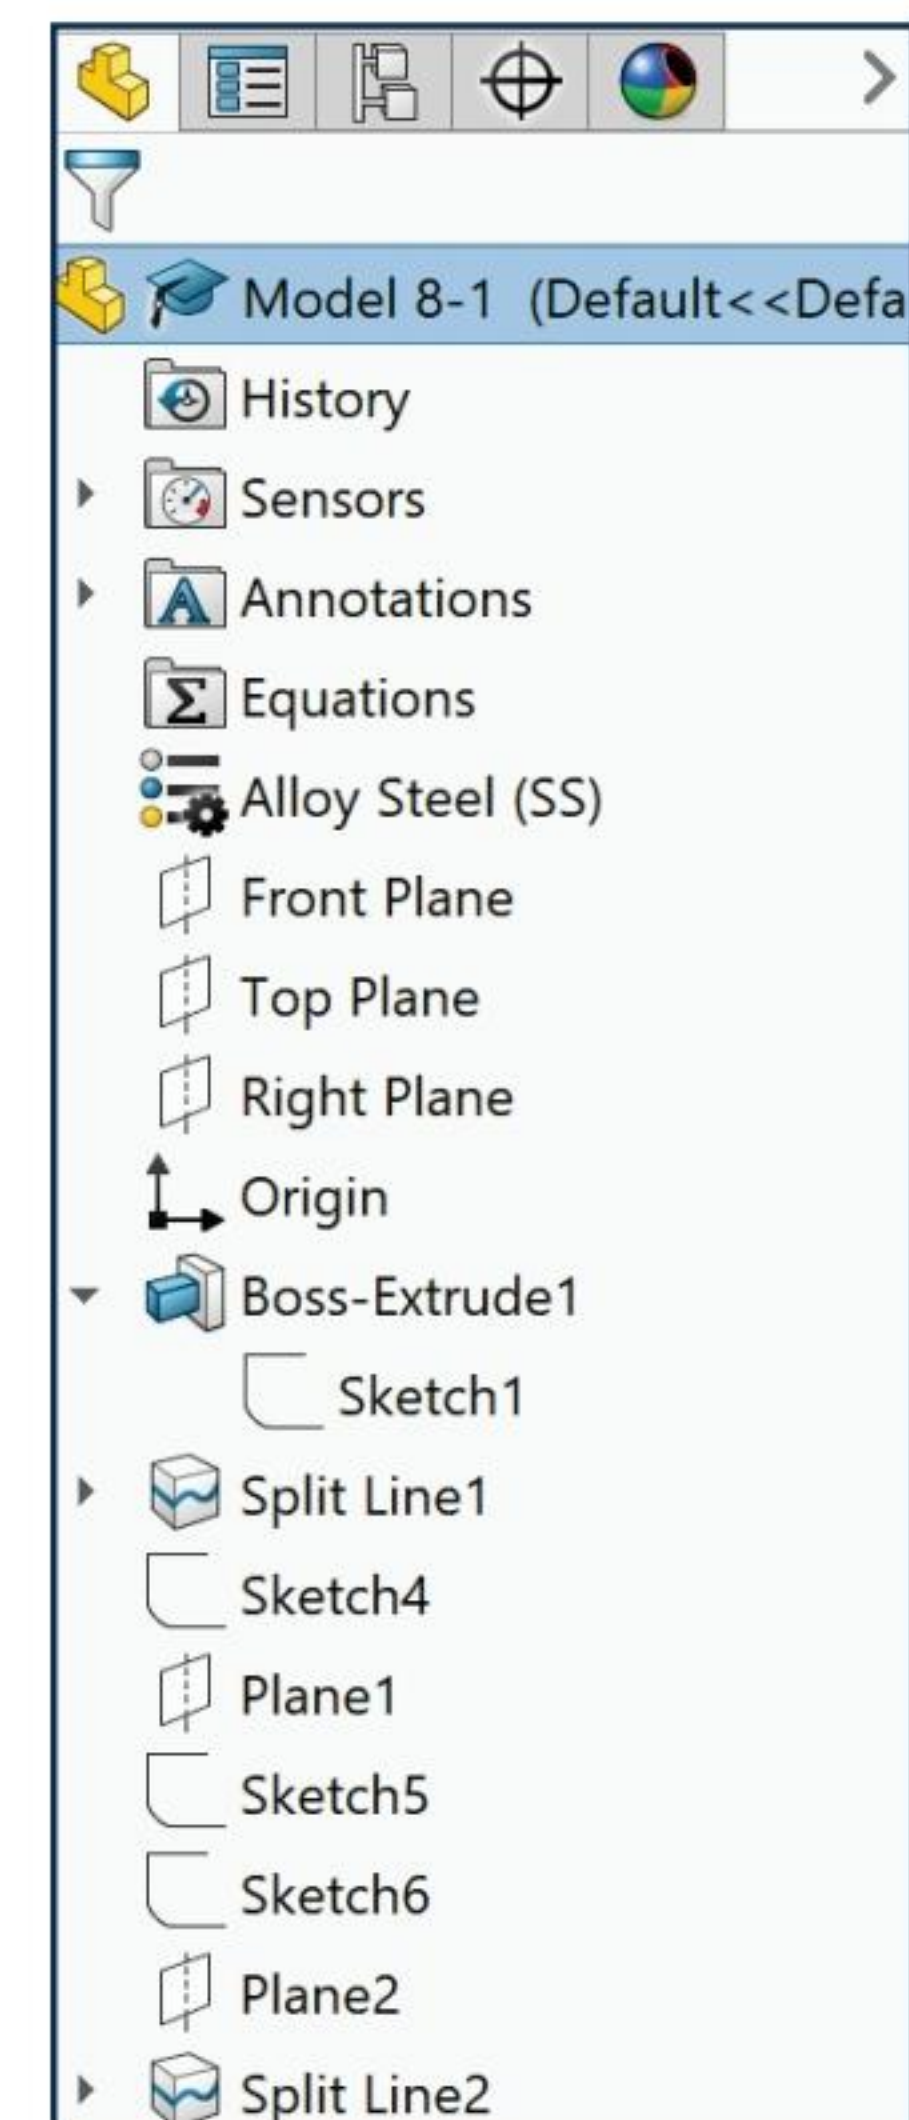 Model 8-1 (Default<<Defa
History
Sensors
Annotations
Equations
Alloy Steel (SS)
Front Plane
Top Plane
Right Plane
Origin
Boss-Extrude1
Sketch1
Split Line1
Sketch4
Plane1
Sketch5
Sketch6
Plane2
Split Line2